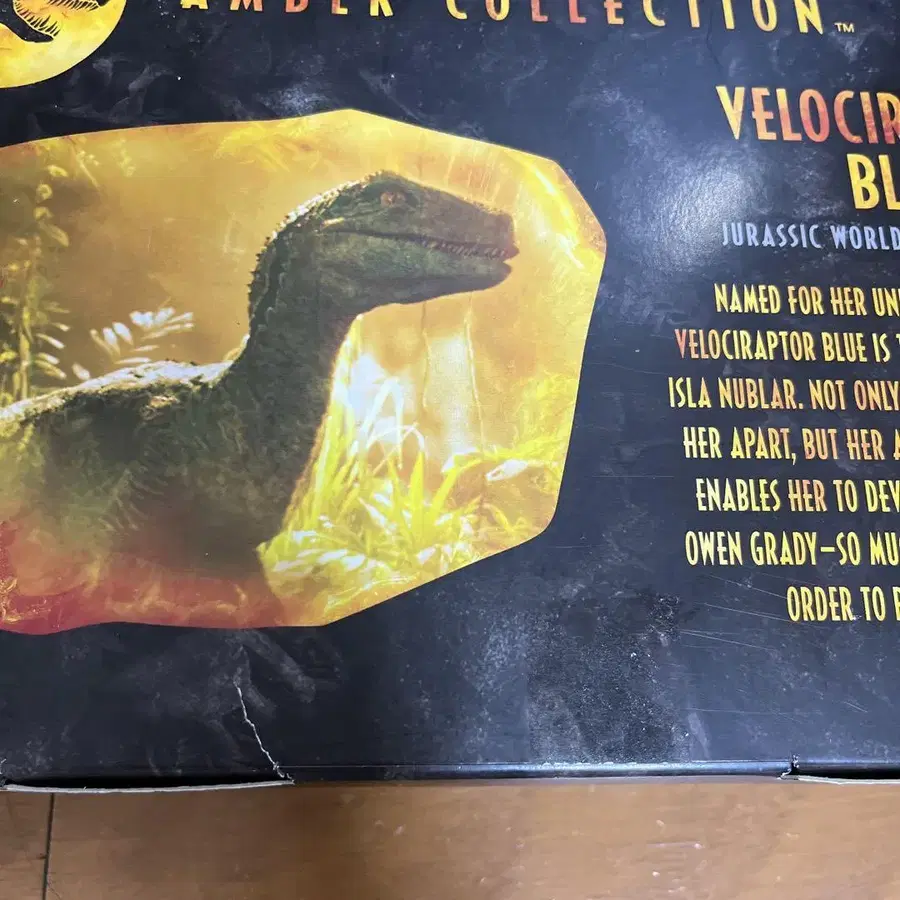 AMBER COLLECTION™
VELOCIR
BL
JURASSIC WORLD
NAMED FOR HER UN
VELOCIRAPTOR BLUE IS
ISLA NUBLAR. NOT ONLY
HER APART, BUT HER A
ENABLES HER TO DEV
OWEN GRADY–SO MU
ORDER TO